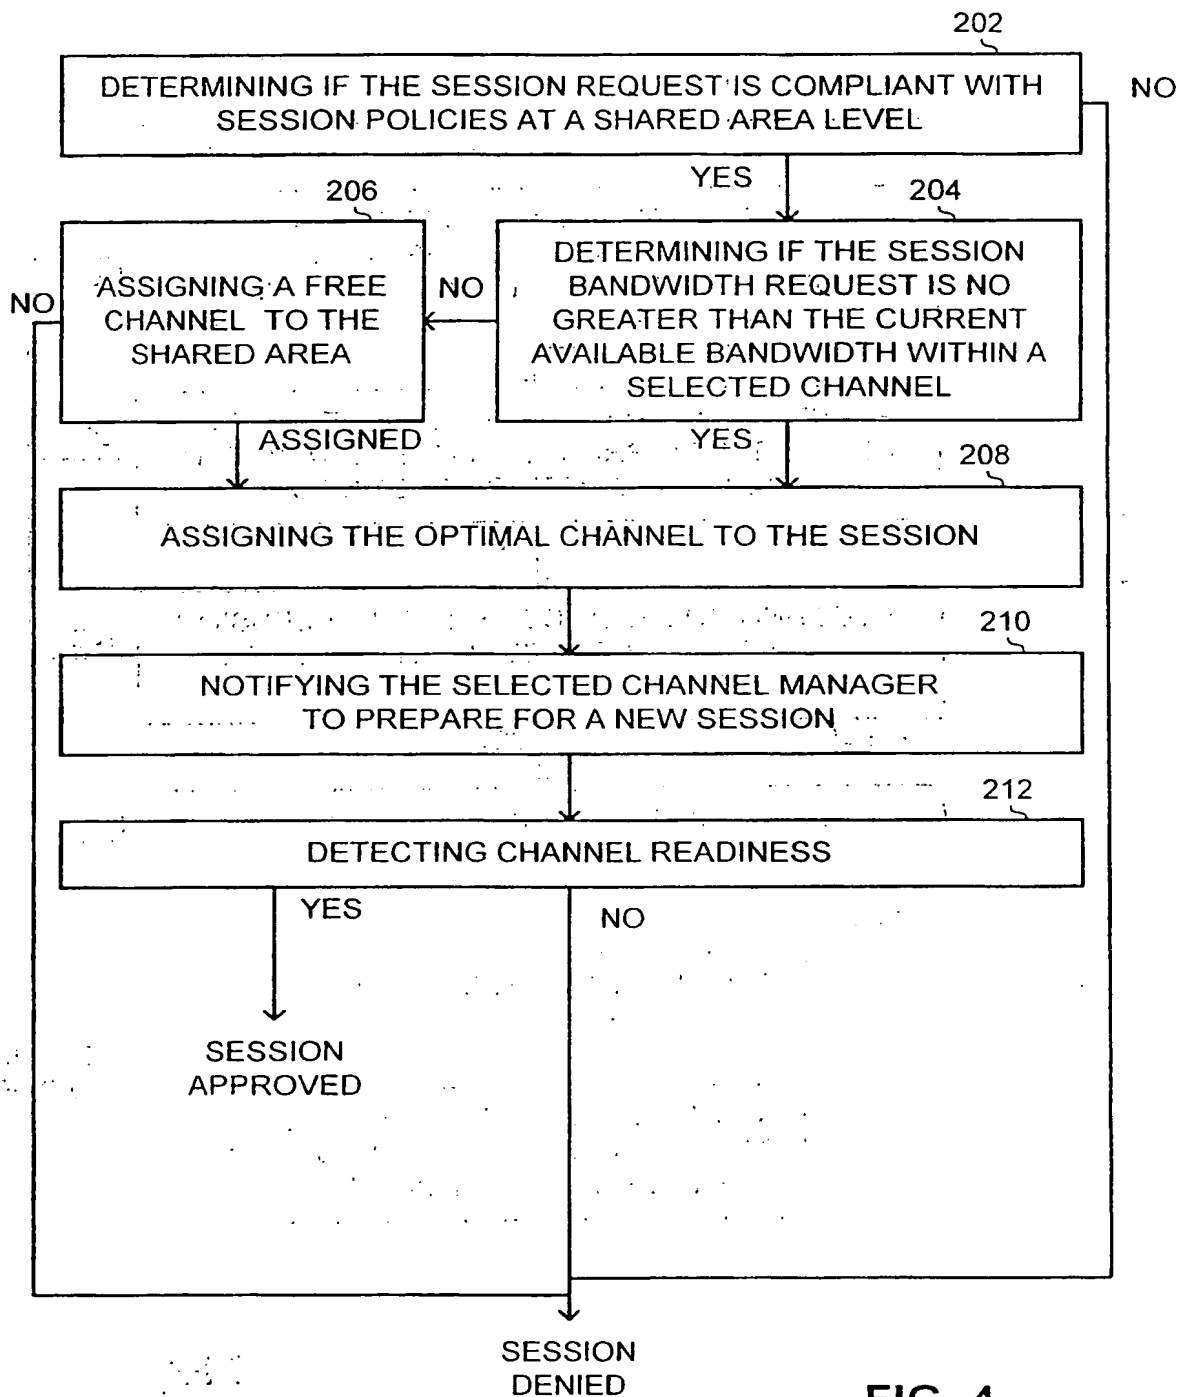 202
DETERMINING IF THE SESSION REQUEST IS COMPLIANT WITH
SESSION POLICIES AT A SHARED AREA LEVEL
NO
YES
206
204
NO
ASSIGNING A FREE
CHANNEL TO THE
SHARED AREA
NO
DETERMINING IF THE SESSION
BANDWIDTH REQUEST IS NO
GREATER THAN THE CURRENT
AVAILABLE BANDWIDTH WITHIN A
SELECTED CHANNEL
ASSIGNED
YES
208
ASSIGNING THE OPTIMAL CHANNEL TO THE SESSION
210
NOTIFYING THE SELECTED CHANNEL MANAGER
TO PREPARE FOR A NEW SESSION
212
DETECTING CHANNEL READINESS
YES
NO
SESSION
APPROVED
SESSION
DENIED
FIG. 4